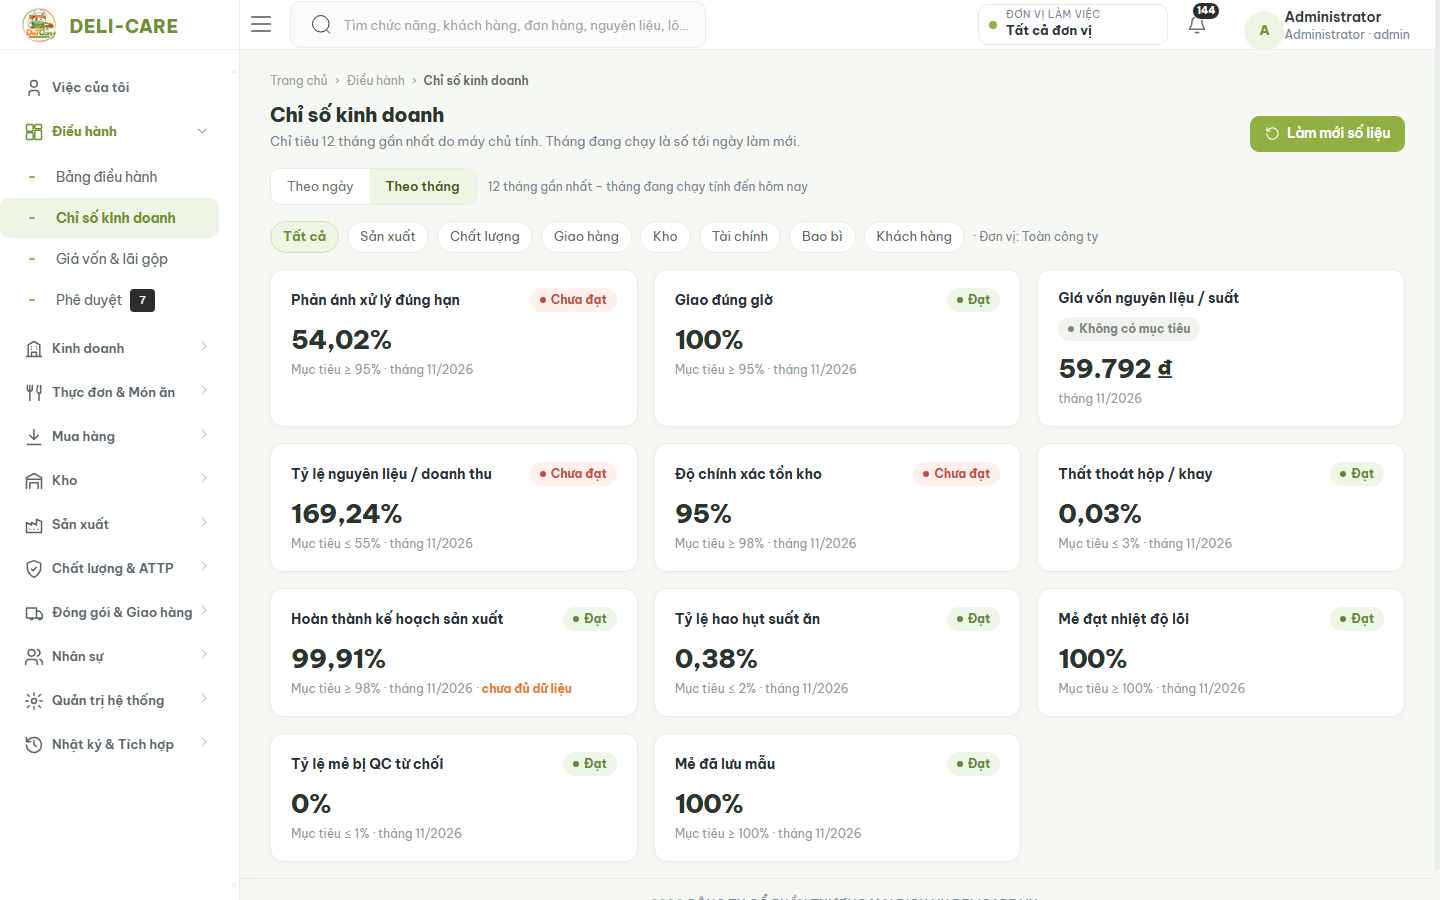 DELI-CARE
Tìm chức năng, khách hàng, đơn hàng, nguyên liệu, lô...
ĐƠN VỊ LÀM VIỆC
Tất cả đơn vị
144
A
Administrator
Administrator · admin
Việc của tôi
Điều hành
Bảng điều hành
Chỉ số kinh doanh
Giá vốn & lãi gộp
Phê duyệt 7
Kinh doanh
Thực đơn & Món ăn
Mua hàng
Kho
Sản xuất
Chất lượng & ATTP
Đóng gói & Giao hàng
Nhân sự
Quản trị hệ thống
Nhật ký & Tích hợp
Trang chủ › Điều hành › Chỉ số kinh doanh
Chỉ số kinh doanh
Chỉ tiêu 12 tháng gần nhất do máy chủ tính. Tháng đang chạy là số tới ngày làm mới.
Làm mới số liệu
Theo ngày Theo tháng 12 tháng gần nhất – tháng đang chạy tính đến hôm nay
Tất cả Sản xuất Chất lượng Giao hàng Kho Tài chính Bao bì Khách hàng · Đơn vị: Toàn công ty
Phản ánh xử lý đúng hạn Chưa đạt
54,02%
Mục tiêu ≥ 95% · tháng 11/2026
Giao đúng giờ Đạt
100%
Mục tiêu ≥ 95% · tháng 11/2026
Giá vốn nguyên liệu / suất
Không có mục tiêu
59.792 ₫
tháng 11/2026
Tỷ lệ nguyên liệu / doanh thu Chưa đạt
169,24%
Mục tiêu ≤ 55% · tháng 11/2026
Độ chính xác tồn kho Chưa đạt
95%
Mục tiêu ≥ 98% · tháng 11/2026
Thất thoát hộp / khay Đạt
0,03%
Mục tiêu ≤ 3% · tháng 11/2026
Hoàn thành kế hoạch sản xuất Đạt
99,91%
Mục tiêu ≥ 98% · tháng 11/2026 · chưa đủ dữ liệu
Tỷ lệ hao hụt suất ăn Đạt
0,38%
Mục tiêu ≤ 2% · tháng 11/2026
Mẻ đạt nhiệt độ lõi Đạt
100%
Mục tiêu ≥ 100% · tháng 11/2026
Tỷ lệ mẻ bị QC từ chối Đạt
0%
Mục tiêu ≤ 1% · tháng 11/2026
Mẻ đã lưu mẫu Đạt
100%
Mục tiêu ≥ 100% · tháng 11/2026